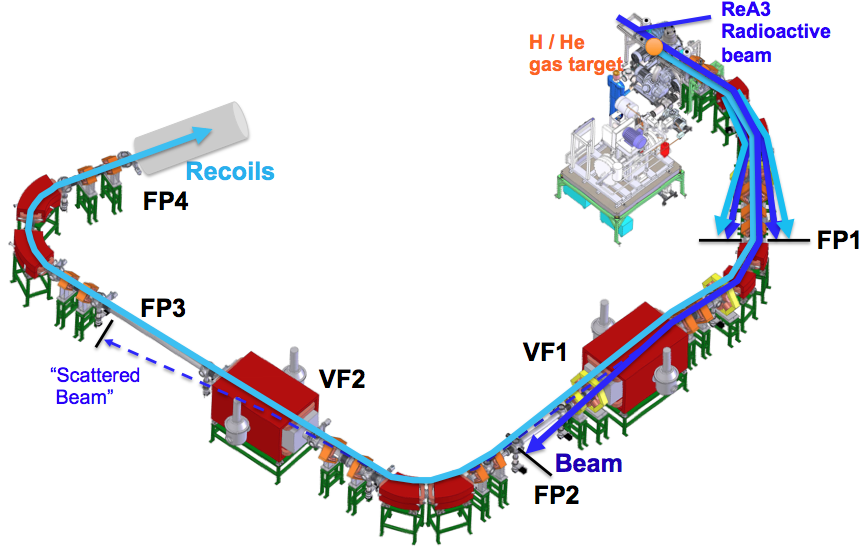 ReA3
Radioactive
beam
H / He
gas target
Recoils
FP4
FP1
FP3
VF1
VF2
“Scattered
Beam”
Beam
FP2